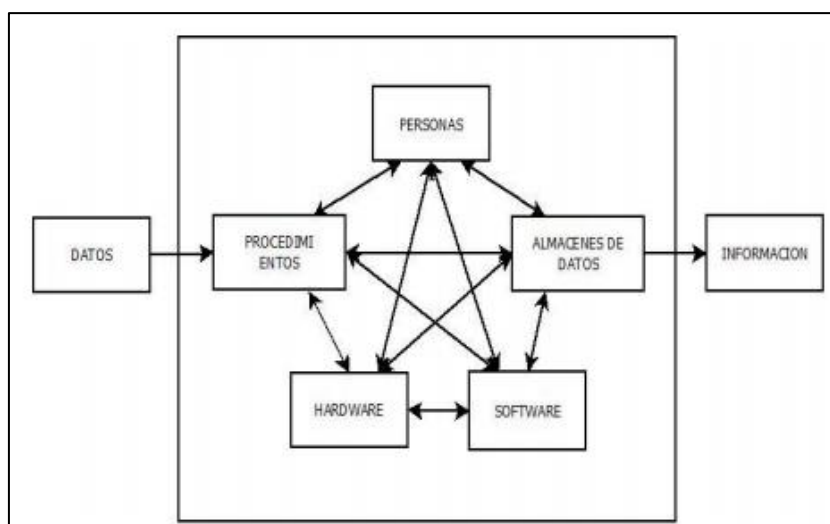 PERSONAS
DATOS
PROCEDIMI
ENTOS
ALMACENES DE
DATOS
INFORMACION
HARDWARE
SOFTWARE